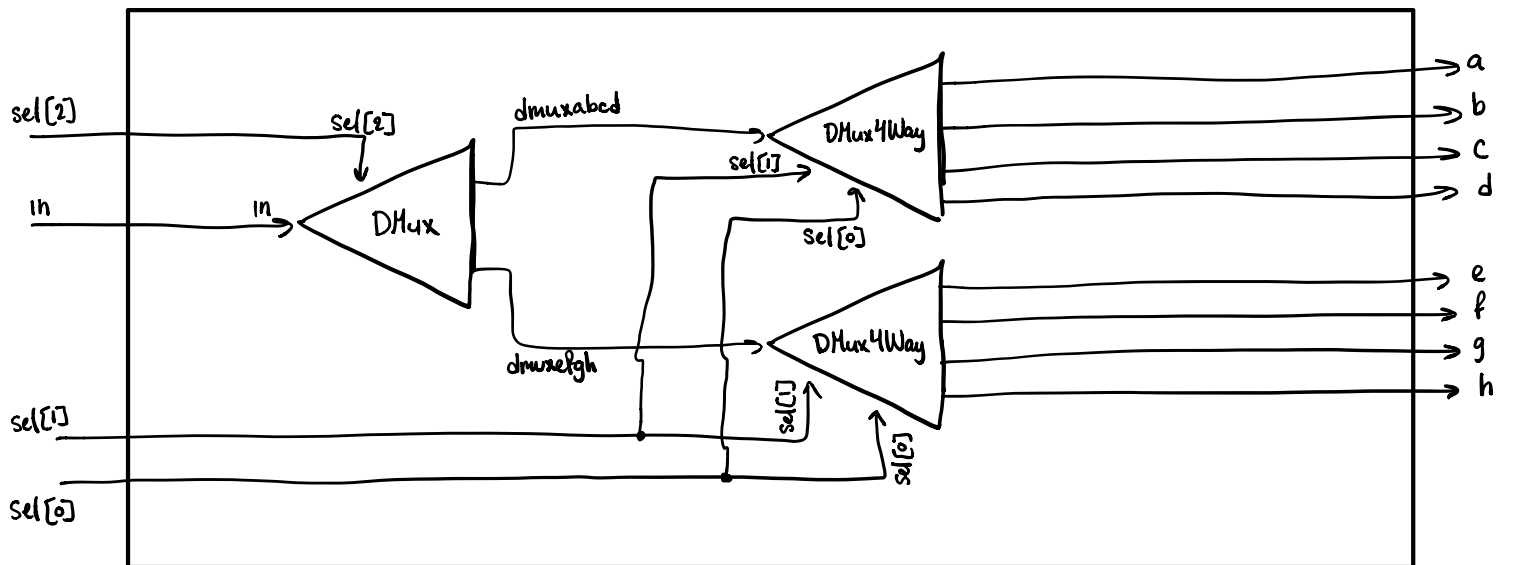 sel[2]
sel[2]
in
in
DMux
dmuxabcd
dmuxefgh
sel[1]
sel[0]
DMux4Way
a
b
c
d
DMux4Way
sel[1]
sel[0]
e
f
g
h
sel[1]
sel[0]